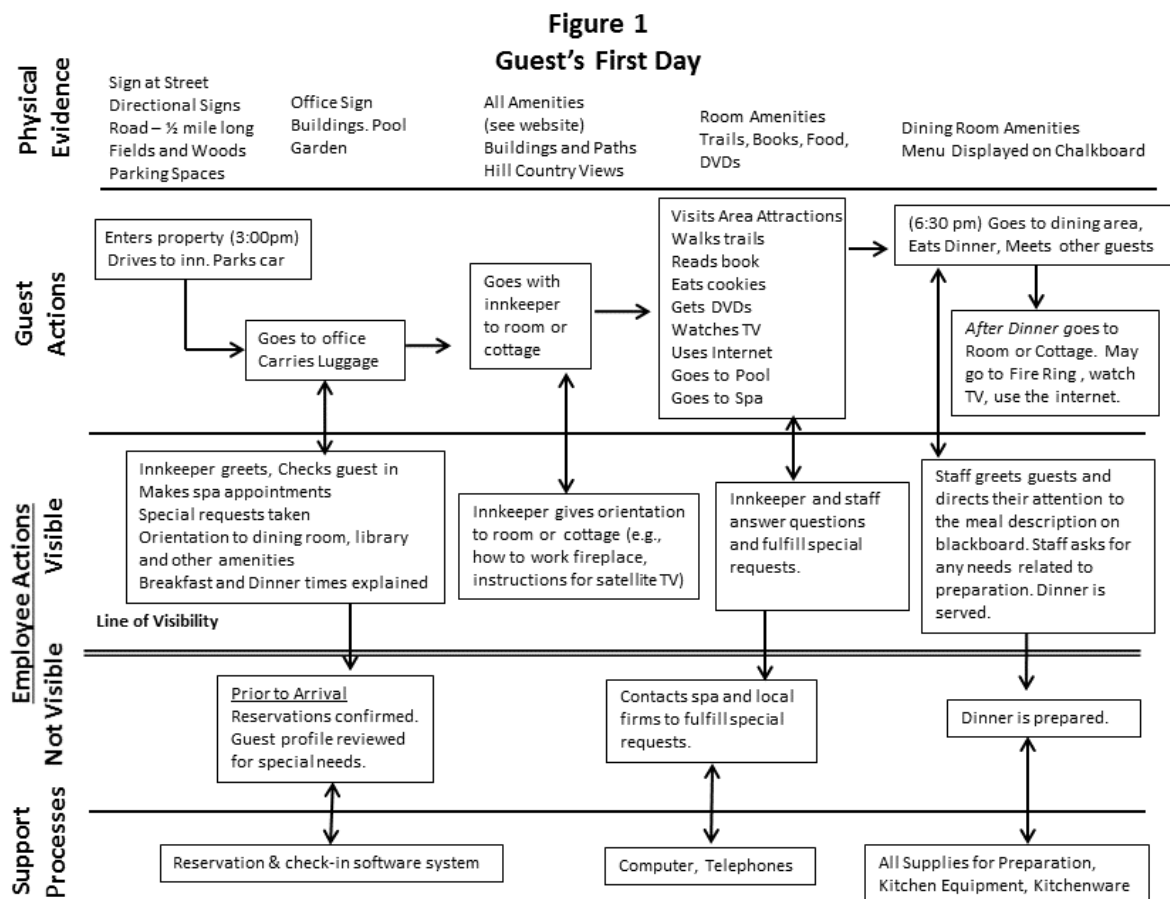 Figure 1
Guest's First Day
Physical
Evidence
Sign at Street
Directional Signs
Road – ½ mile long
Fields and Woods
Parking Spaces
Office Sign
Buildings. Pool
Garden
All Amenities
(see website)
Buildings and Paths
Hill Country Views
Room Amenities
Trails, Books, Food,
DVDs
Dining Room Amenities
Menu Displayed on Chalkboard
Guest
Actions
Enters property (3:00pm)
Drives to inn. Parks car
Goes to office
Carries Luggage
Goes with
innkeeper
to room or
cottage
Visits Area Attractions
Walks trails
Reads book
Eats cookies
Gets DVDs
Watches TV
Uses Internet
Goes to Pool
Goes to Spa
(6:30 pm) Goes to dining area,
Eats Dinner, Meets other guests
After Dinner goes to
Room or Cottage. May
go to Fire Ring , watch
TV, use the internet.
Employee Actions
Visible
Innkeeper greets, Checks guest in
Makes spa appointments
Special requests taken
Orientation to dining room, library
and other amenities
Breakfast and Dinner times explained
Innkeeper gives orientation
to room or cottage (e.g.,
how to work fireplace,
instructions for satellite TV)
Innkeeper and staff
answer questions
and fulfill special
requests.
Staff greets guests and
directs their attention to
the meal description on
blackboard. Staff asks for
any needs related to
preparation. Dinner is
served.
Line of Visibility
Not Visible
Prior to Arrival
Reservations confirmed.
Guest profile reviewed
for special needs.
Contacts spa and local
firms to fulfill special
requests.
Dinner is prepared.
Support
Processes
Reservation & check-in software system
Computer, Telephones
All Supplies for Preparation,
Kitchen Equipment, Kitchenware